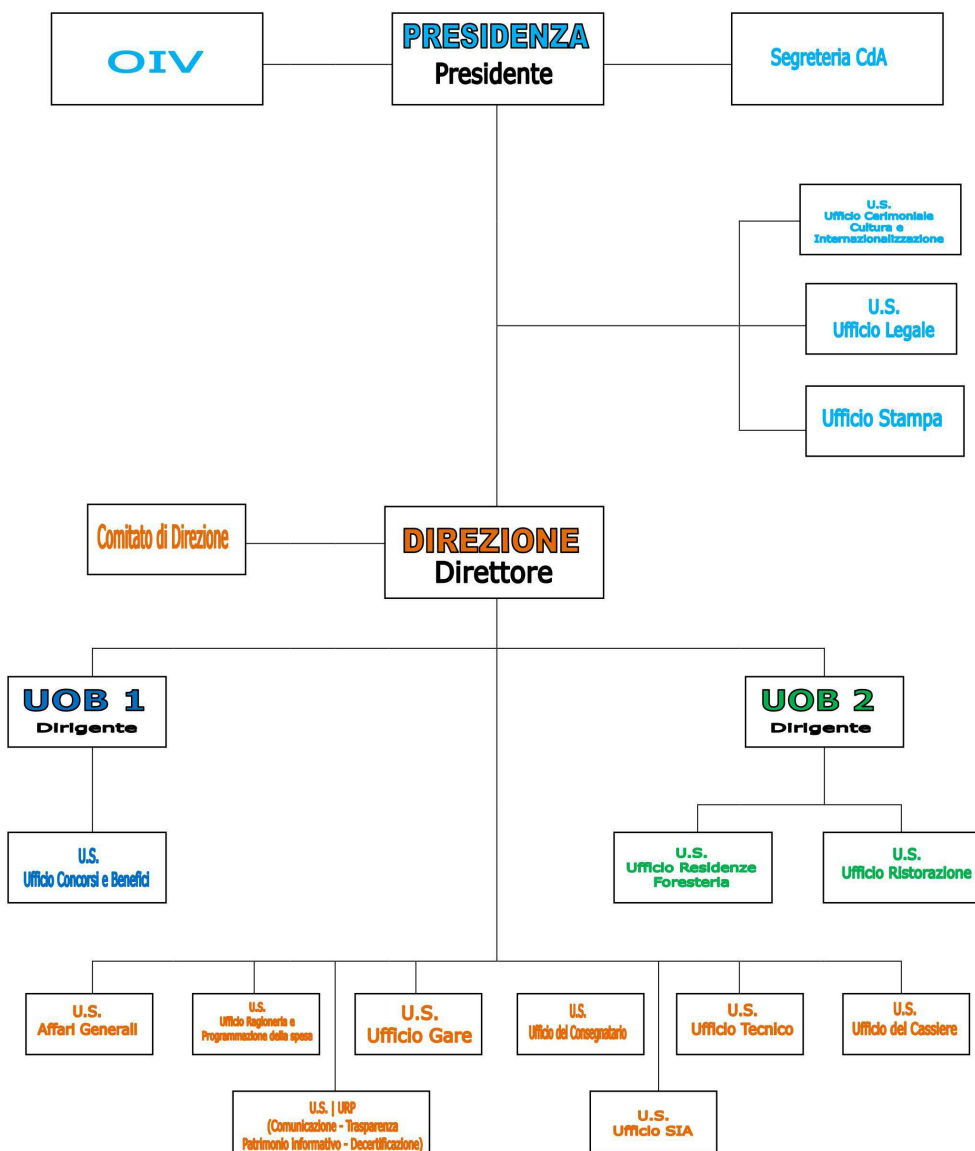 OIV
PRESIDENZA
Presidente
Segreteria CdA
U.S.
Ufficio Cerimoniale
Cultura e
Internazionalizzazione
U.S.
Ufficio Legale
Ufficio Stampa
Comitato di Direzione
DIREZIONE
Direttore
UOB 1
Dirigente
UOB 2
Dirigente
U.S.
Ufficio Concorsi e Benefici
U.S.
Ufficio Residenze
Foresteria
U.S.
Ufficio Ristorazione
U.S.
Affari Generali
U.S.
Ufficio Ragioneria e
Programmazione della spesa
U.S.
Ufficio Gare
U.S.
Ufficio del Consegnatario
U.S.
Ufficio Tecnico
U.S.
Ufficio del Cassiere
U.S. | URP
(Comunicazione - Trasparenza
Patrimonio informativo - Decertificazione)
U.S.
Ufficio SIA